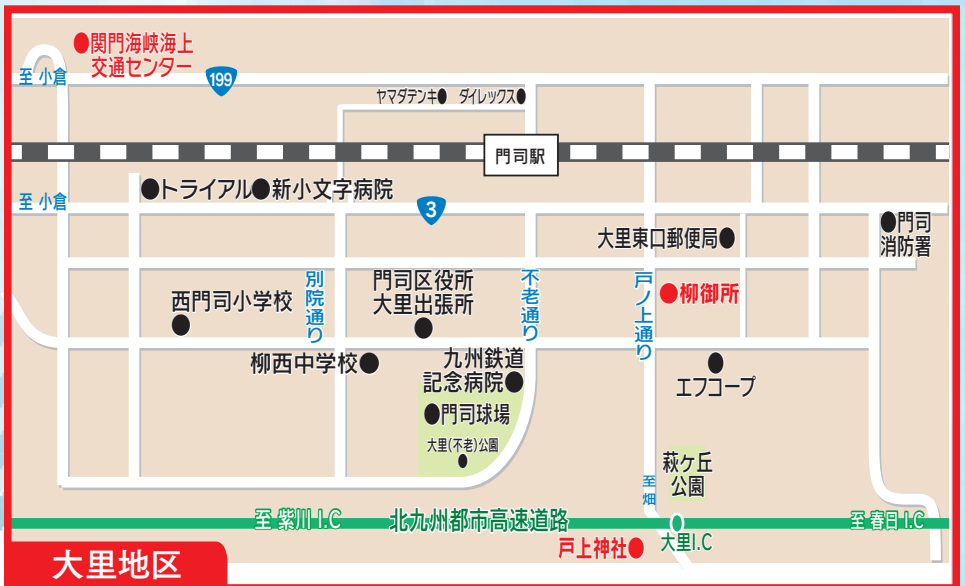 関門海峡海上
交通センター
至 小倉
199
ヤマダデンキ
ダイレックス
門司駅
トライアル
新小文字病院
至 小倉
3
門司
消防署
大里東口郵便局
別院通り
門司区役所
大里出張所
不老通り
戸ノ上通り
柳御所
西門司小学校
柳西中学校
九州鉄道
記念病院
エフコープ
門司球場
大里(不老)公園
萩ケ丘
公園
至畑
至 紫川 I.C
北九州都市高速道路
至 春日 I.C
大里I.C
戸上神社
大里地区